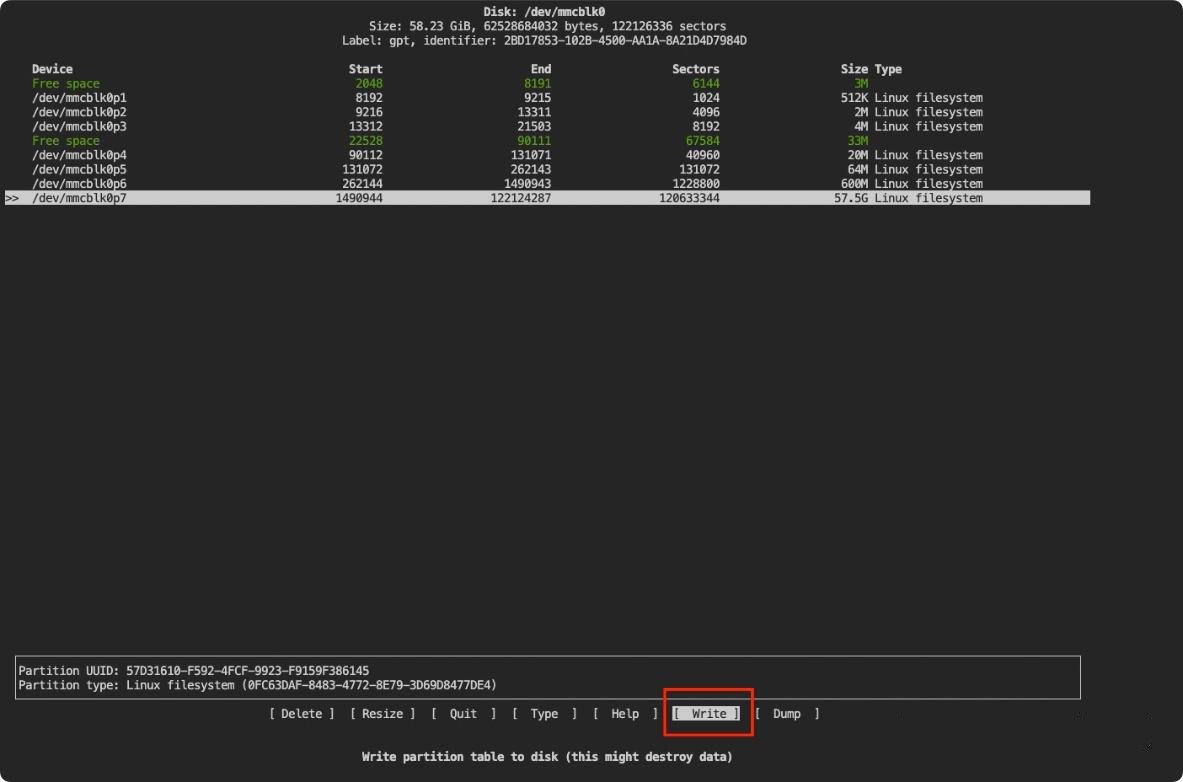 Disk: /dev/mmcblk0
Size: 58.23 GiB, 62528684032 bytes, 122126336 sectors
Label: gpt, identifier: 2BD17853-102B-4500-AA1A-8A21D4D7984D
Device Start End Sectors Size Type
Free space 2048 8191 6144 3M
/dev/mmcblk0p1 8192 9215 1024 512K Linux filesystem
/dev/mmcblk0p2 9216 13311 4096 2M Linux filesystem
/dev/mmcblk0p3 13312 21503 8192 4M Linux filesystem
Free space 22528 90111 67584 33M
/dev/mmcblk0p4 90112 131071 40960 20M Linux filesystem
/dev/mmcblk0p5 131072 262143 131072 64M Linux filesystem
/dev/mmcblk0p6 262144 1490943 1228800 600M Linux filesystem
>> /dev/mmcblk0p7 1490944 122124287 120633344 57.5G Linux filesystem
Partition UUID: 57D31610-F592-4FCF-9923-F9159F386145
Partition type: Linux filesystem (0FC63DAF-8483-4772-8E79-3D69D8477DE4)
[ Delete ] [ Resize ] [ Quit ] [ Type ] [ Help ] [ Write ] [ Dump ]
Write partition table to disk (this might destroy data)